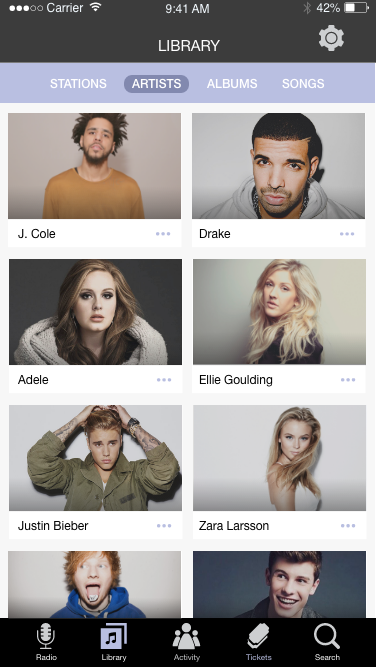 Carrier 9:41 AM 42%
LIBRARY
STATIONS ARTISTS ALBUMS SONGS
J. Cole ••• Drake •••
Adele ••• Ellie Goulding •••
Justin Bieber ••• Zara Larsson •••
Radio Library Activity Tickets Search